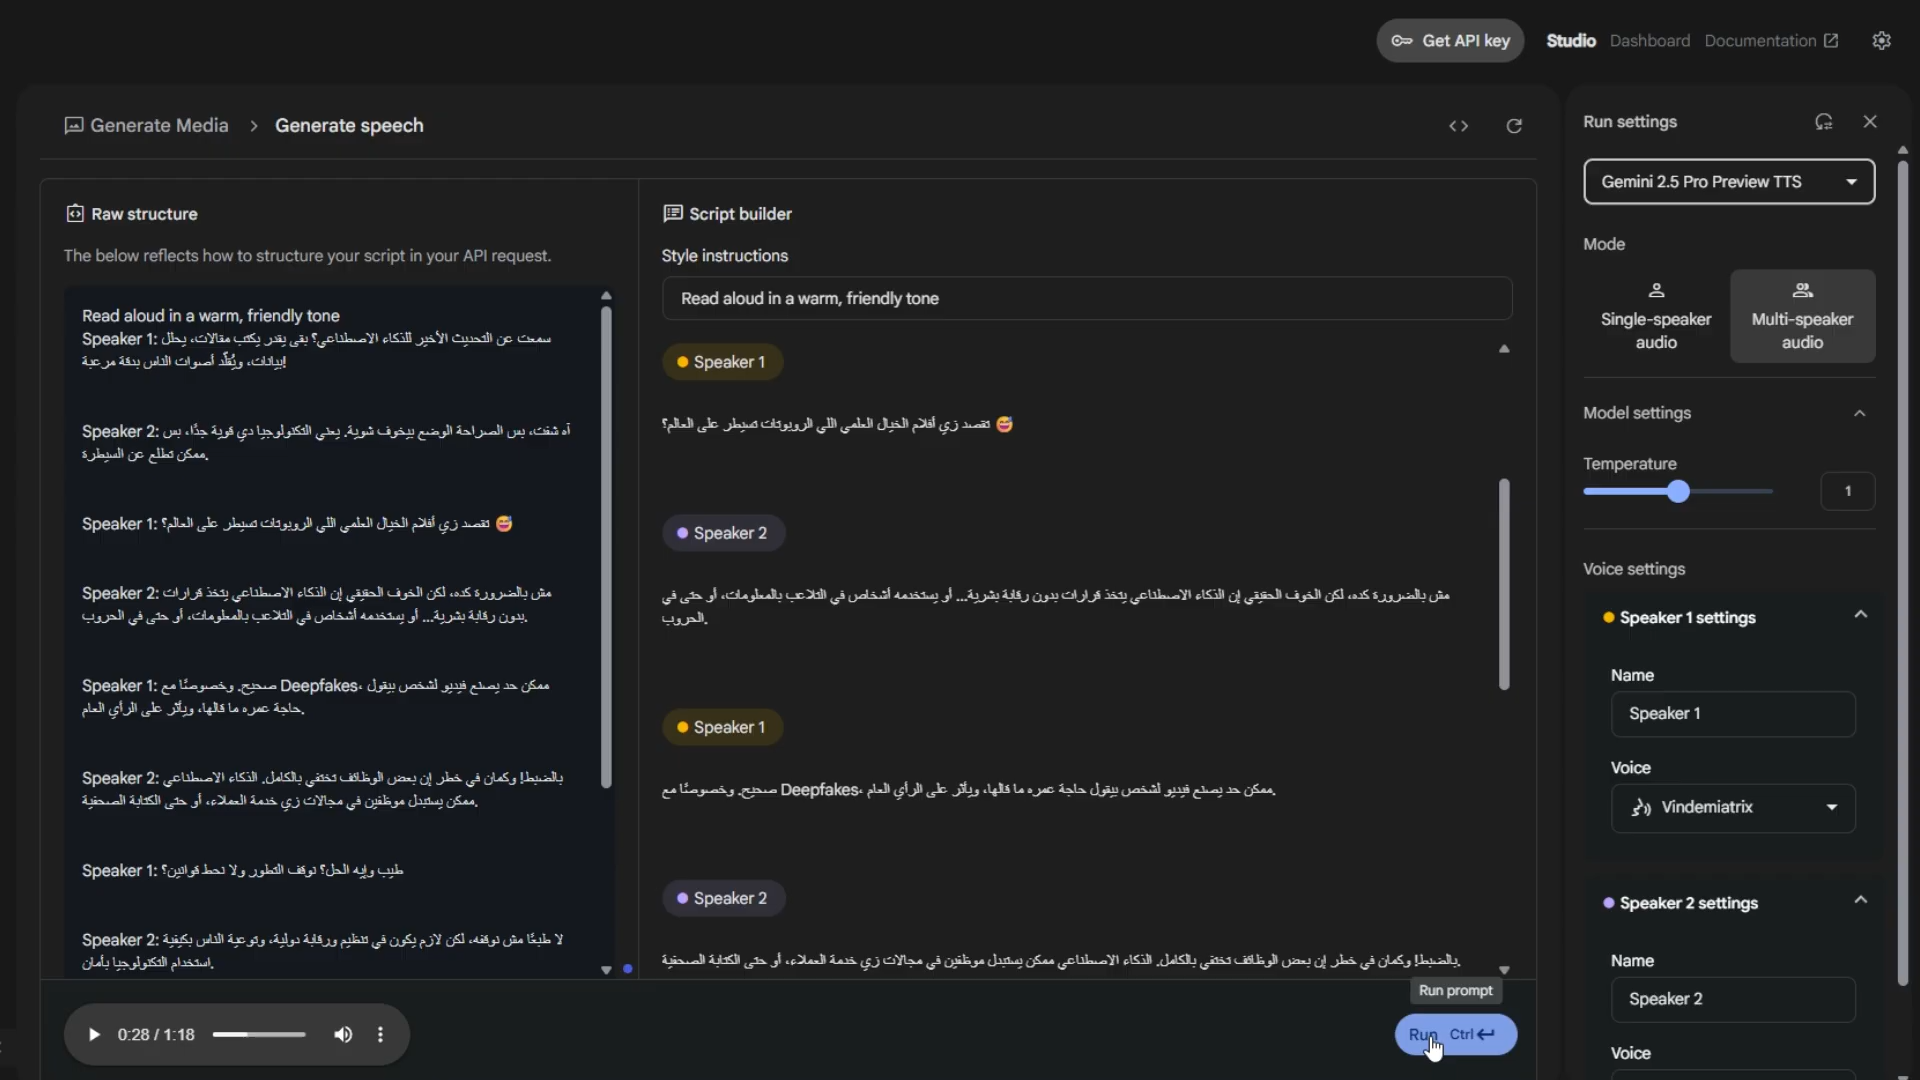 Get API key
Studio
Dashboard
Documentation
Generate Media > Generate speech
Run settings
Raw structure
The below reflects how to structure your script in your API request.
Read aloud in a warm, friendly tone
Speaker 1: سمعت عن التحديث الأخير للذكاء الاصطناعي؟ بقى يقدر يكتب مقالات، يحلل
بيانات، ويُقلّد أصوات الناس بدقة مرعبة!
Speaker 2: آه شفت، بس الصراحة الوضع بيخوف شوية. يعني التكنولوجيا دي قوية جدًا، بس
ممكن تطلع عن السيطرة.
Speaker 1: تقصد زي أفلام الخيال العلمي اللي الروبوتات تسيطر على العالم؟ 😅
Speaker 2: مش بالضرورة كده، لكن الخوف الحقيقي إن الذكاء الاصطناعي يتخذ قرارات
بدون رقابة بشرية... أو يستخدمه أشخاص في التلاعب بالمعلومات، أو حتى في الحروب.
Speaker 1: صحيح. وخصوصًا مع Deepfakes، ممكن حد يصنع فيديو لشخص بيقول
حاجة عمره ما قالها، ويأثر على الرأي العام.
Speaker 2: بالضبط! وكمان في خطر إن بعض الوظائف تختفي بالكامل. الذكاء الاصطناعي
ممكن يستبدل موظفين في مجالات زي خدمة العملاء، أو حتى الكتابة الصحفية.
Speaker 1: طيب وإيه الحل؟ نوقف التطور ولا نحط قوانين؟
Speaker 2: لا طبعًا مش نوقفه، لكن لازم يكون في تنظيم ورقابة دولية، وتوعية الناس بكيفية
استخدام التكنولوجيا بأمان.
Script builder
Style instructions
Read aloud in a warm, friendly tone
Speaker 1
تقصد زي أفلام الخيال العلمي اللي الروبوتات تسيطر على العالم؟ 😅
Speaker 2
مش بالضرورة كده، لكن الخوف الحقيقي إن الذكاء الاصطناعي يتخذ قرارات بدون رقابة بشرية... أو يستخدمه أشخاص في التلاعب بالمعلومات، أو حتى في
الحروب.
Speaker 1
صحيح. وخصوصًا مع Deepfakes، ممكن حد يصنع فيديو لشخص بيقول حاجة عمره ما قالها، ويأثر على الرأي العام.
Speaker 2
بالضبط! وكمان في خطر إن بعض الوظائف تختفي بالكامل. الذكاء الاصطناعي ممكن يستبدل موظفين في مجالات زي خدمة العملاء، أو حتى الكتابة الصحفية.
Run prompt
0:28 / 1:18
Run Ctrl
Gemini 2.5 Pro Preview TTS
Mode
Single-speaker
audio
Multi-speaker
audio
Model settings
Temperature
1
Voice settings
Speaker 1 settings
Name
Speaker 1
Voice
Vindemiatrix
Speaker 2 settings
Name
Speaker 2
Voice